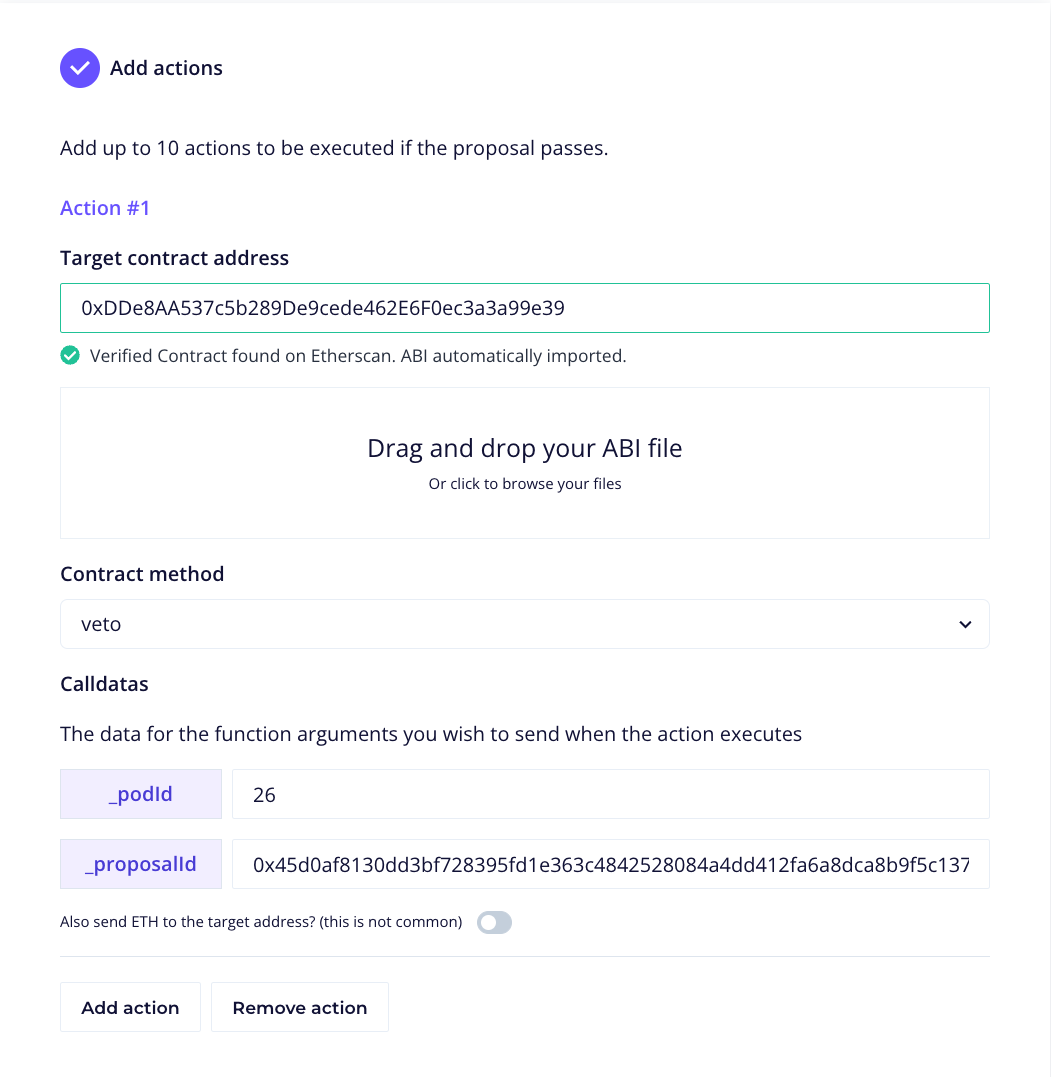 Add actions
Add up to 10 actions to be executed if the proposal passes.
Action #1
Target contract address
0xDDe8AA537c5b289De9cede462E6F0ec3a3a99e39
Verified Contract found on Etherscan. ABI automatically imported.
Drag and drop your ABI file
Or click to browse your files
Contract method
veto
Calldatas
The data for the function arguments you wish to send when the action executes
_podId
26
_proposalId
0x45d0af8130dd3bf728395fd1e363c4842528084a4dd412fa6a8dca8b9f5c137
Also send ETH to the target address? (this is not common)
Add action
Remove action